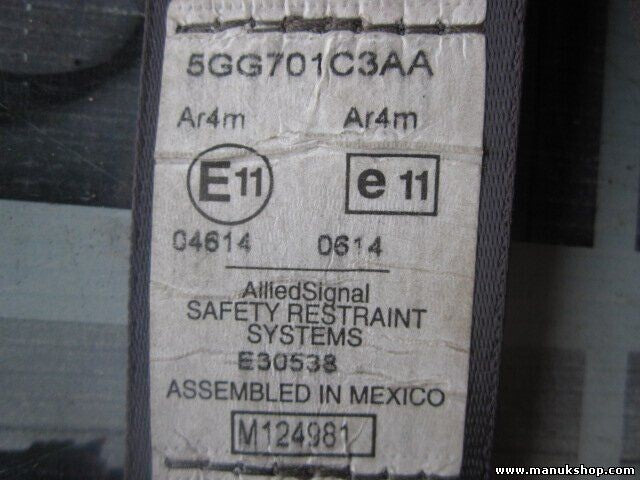 5GG701C3AA
Ar4m Ar4m
E11 e 11
04614 0614
AlliedSignal
SAFETY RESTRAINT
SYSTEMS
E30538
ASSEMBLED IN MEXICO
M124981
www.manukshop.com